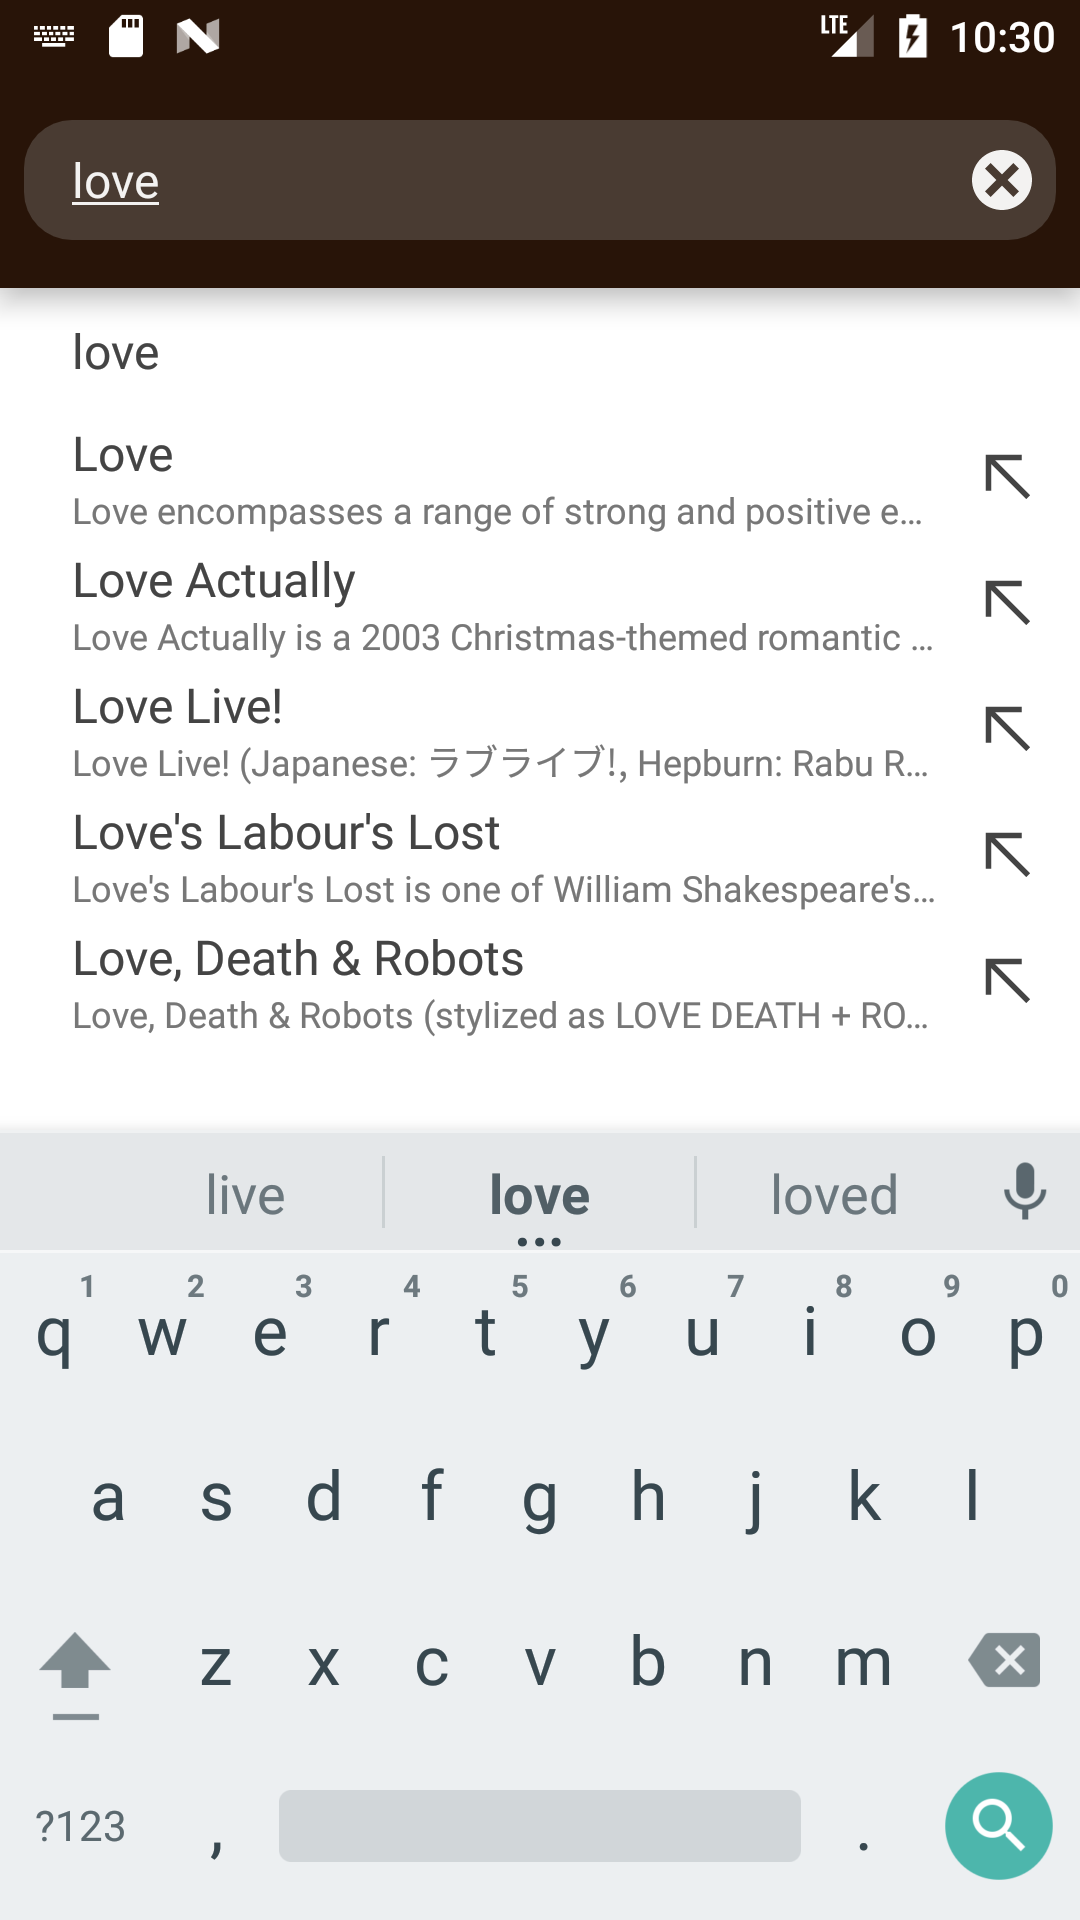 LTE 10:30
love
love
Love
Love encompasses a range of strong and positive e...
Love Actually
Love Actually is a 2003 Christmas-themed romantic ...
Love Live!
Love Live! (Japanese: ラブライブ!, Hepburn: Rabu R...
Love's Labour's Lost
Love's Labour's Lost is one of William Shakespeare's...
Love, Death & Robots
Love, Death & Robots (stylized as LOVE DEATH + RO...
live love loved
1 2 3 4 5 6 7 8 9 0
q w e r t y u i o p
a s d f g h j k l
z x c v b n m
?123 , .